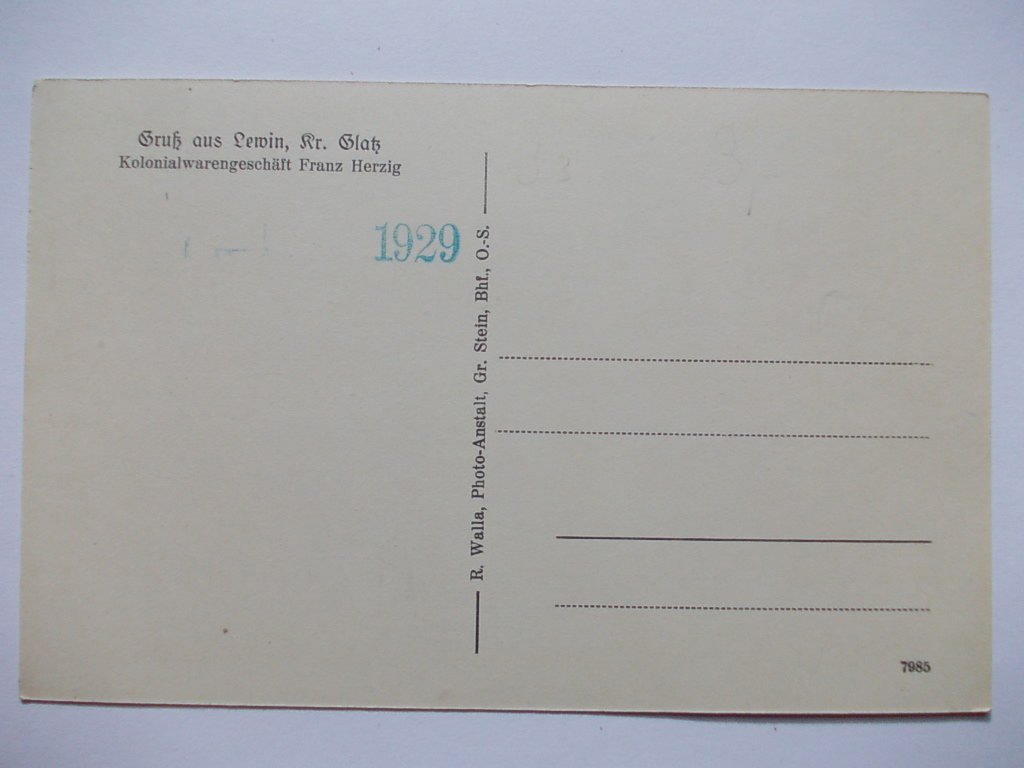 Gruß aus Lewin, Kr. Glatz
Kolonialwarengeschäft Franz Herzig
1929
R. Walla, Photo-Anstalt, Gr. Stein, Bhf., O.-S.
7985